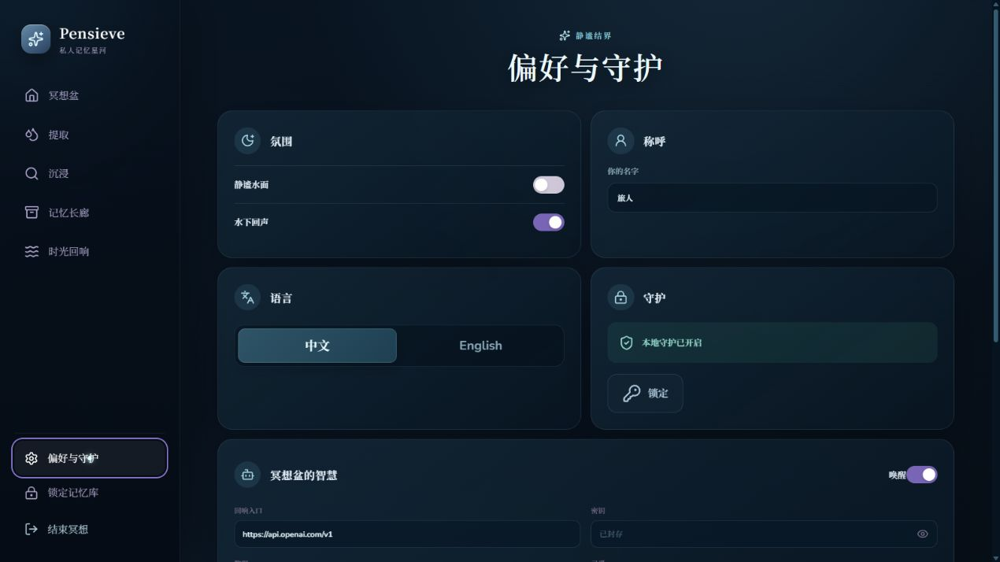 Pensieve
私人记忆星河
冥想盆
提取
沉浸
记忆长廊
时光回响
偏好与守护
锁定记忆库
结束冥想
静谧结界
偏好与守护
氛围
静谧水面
水下回声
称呼
你的名字
旅人
语言
中文
English
守护
本地守护已开启
锁定
冥想盆的智慧
唤醒
回响入口
https://api.openai.com/v1
密钥
已封存